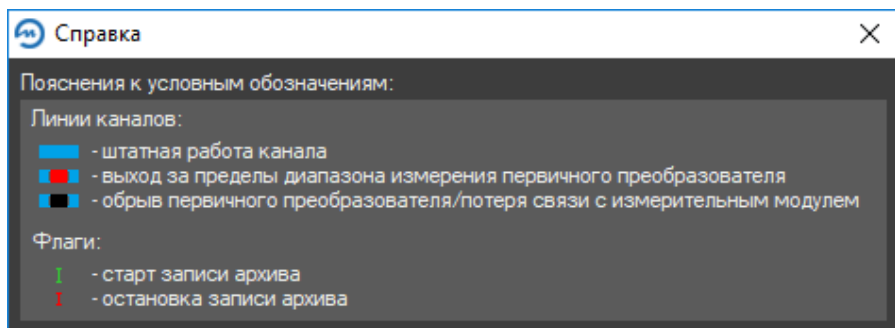 Справка
Пояснения к условным обозначениям:
Линии каналов:
- штатная работа канала
- выход за пределы диапазона измерения первичного преобразователя
- обрыв первичного преобразователя/потеря связи с измерительным модулем
Флаги:
- старт записи архива
- остановка записи архива